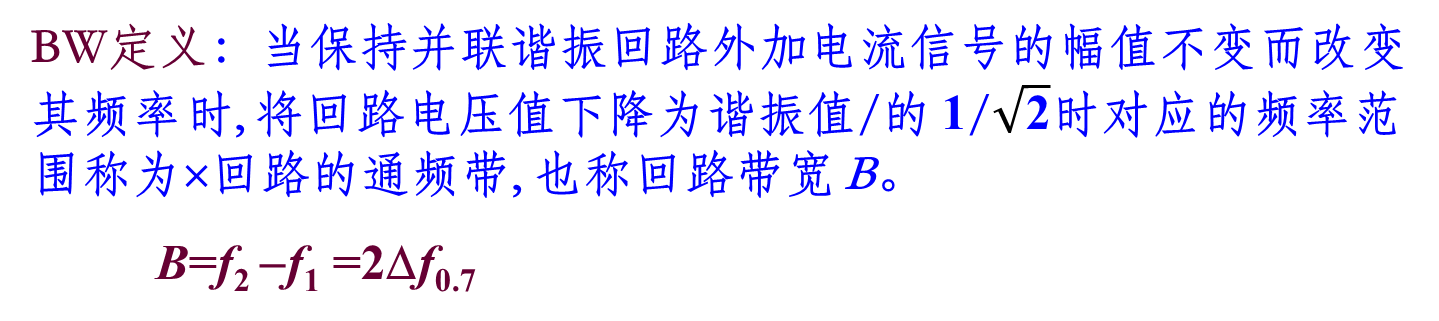 BW定义：当保持并联谐振回路外加电流信号的幅值不变而改变
其频率时,将回路电压值下降为谐振值/的 1/√2时对应的频率范
围称为×回路的通频带,也称回路带宽 B。
B=f₂–f₁=2Δf₀.₇